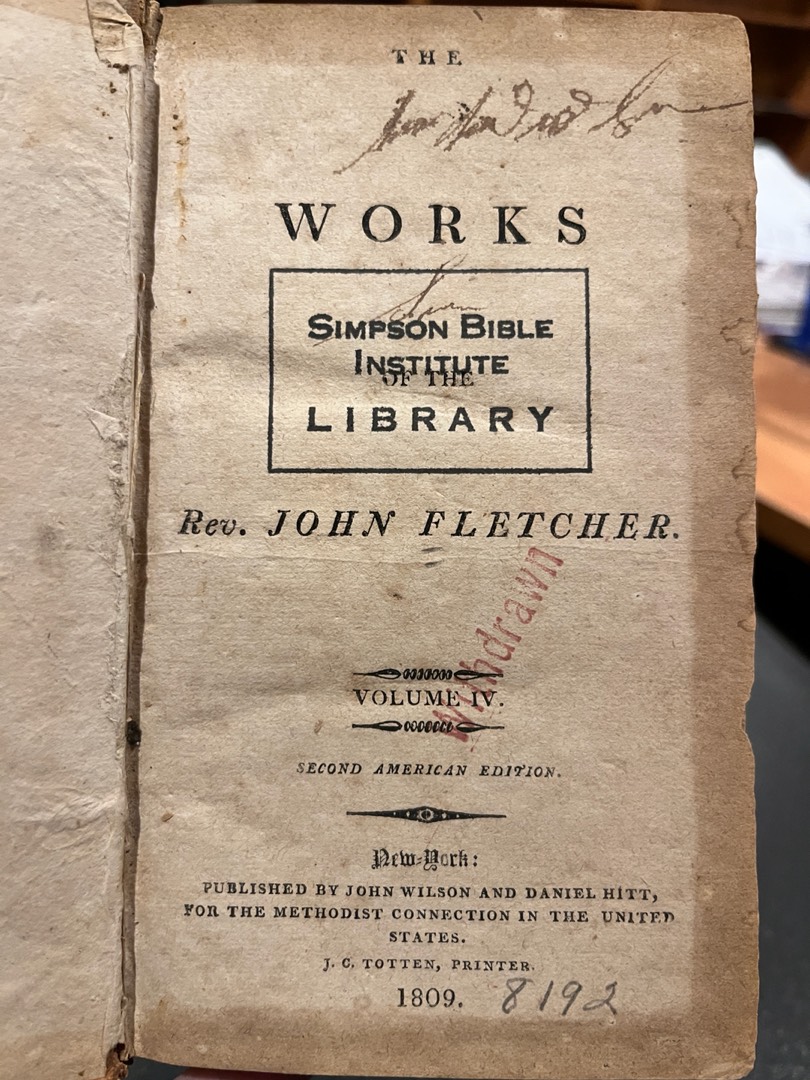 THE
WORKS
SIMPSON BIBLE
INSTITUTE
OF THE
LIBRARY
Rev. JOHN FLETCHER.
Withdrawn
VOLUME IV.
SECOND AMERICAN EDITION.
New-York:
PUBLISHED BY JOHN WILSON AND DANIEL HITT,
FOR THE METHODIST CONNECTION IN THE UNITED
STATES.
J. C. TOTTEN, PRINTER.
1809. 8192